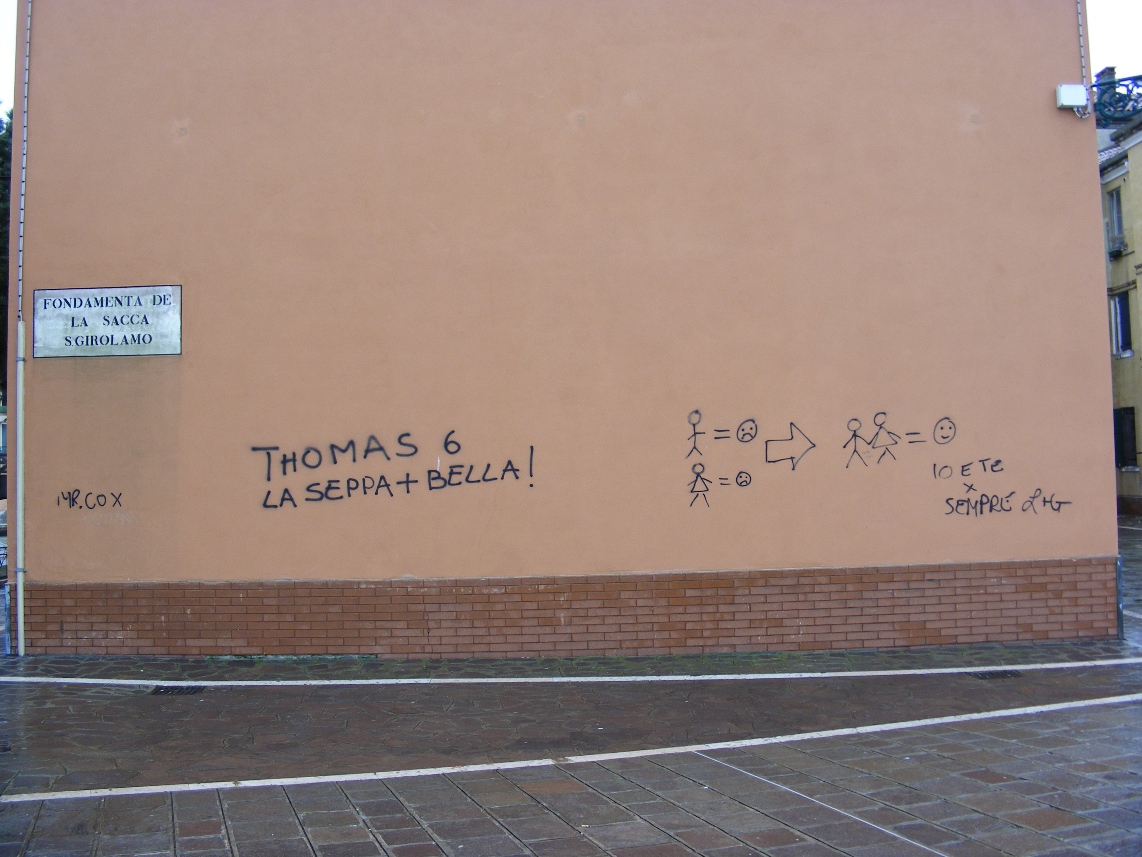 FONDAMENTA DE
LA SACCA
S.GIROLAMO
THOMAS 6
LA SEPPA + BELLA!
MR. COX
= 
=
=
IO E TE
x
SEMPRE